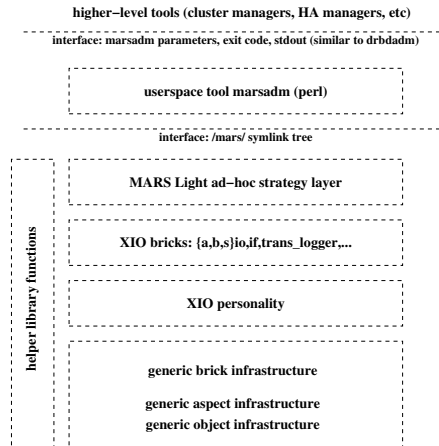 higher−level tools (cluster managers, HA managers, etc)
interface: marsadm parameters, exit code, stdout (similar to drbdadm)
userspace tool marsadm (perl)
interface: /mars/ symlink tree
helper library functions
MARS Light ad−hoc strategy layer
XIO bricks: {a,b,s}io,if,trans_logger,...
XIO personality
generic brick infrastructure
generic aspect infrastructure
generic object infrastructure